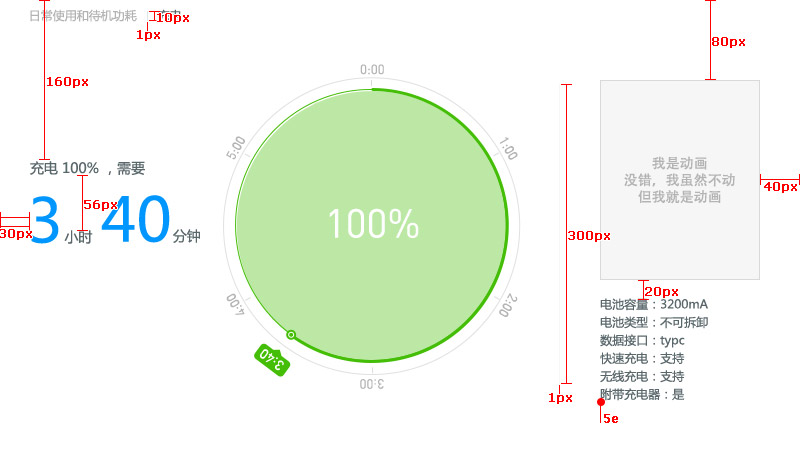 日常使用和待机功耗
10px
1px
80px
160px
0:00
1:00
2:00
3:00
4:00
5:00
3:40
100%
充电 100% ，需要
3 小时 40 分钟
56px
30px
300px
1px
我是动画
没错，我虽然不动
但我就是动画
40px
20px
电池容量：3200mA
电池类型：不可拆卸
数据接口：typc
快速充电：支持
无线充电：支持
附带充电器：是
5e